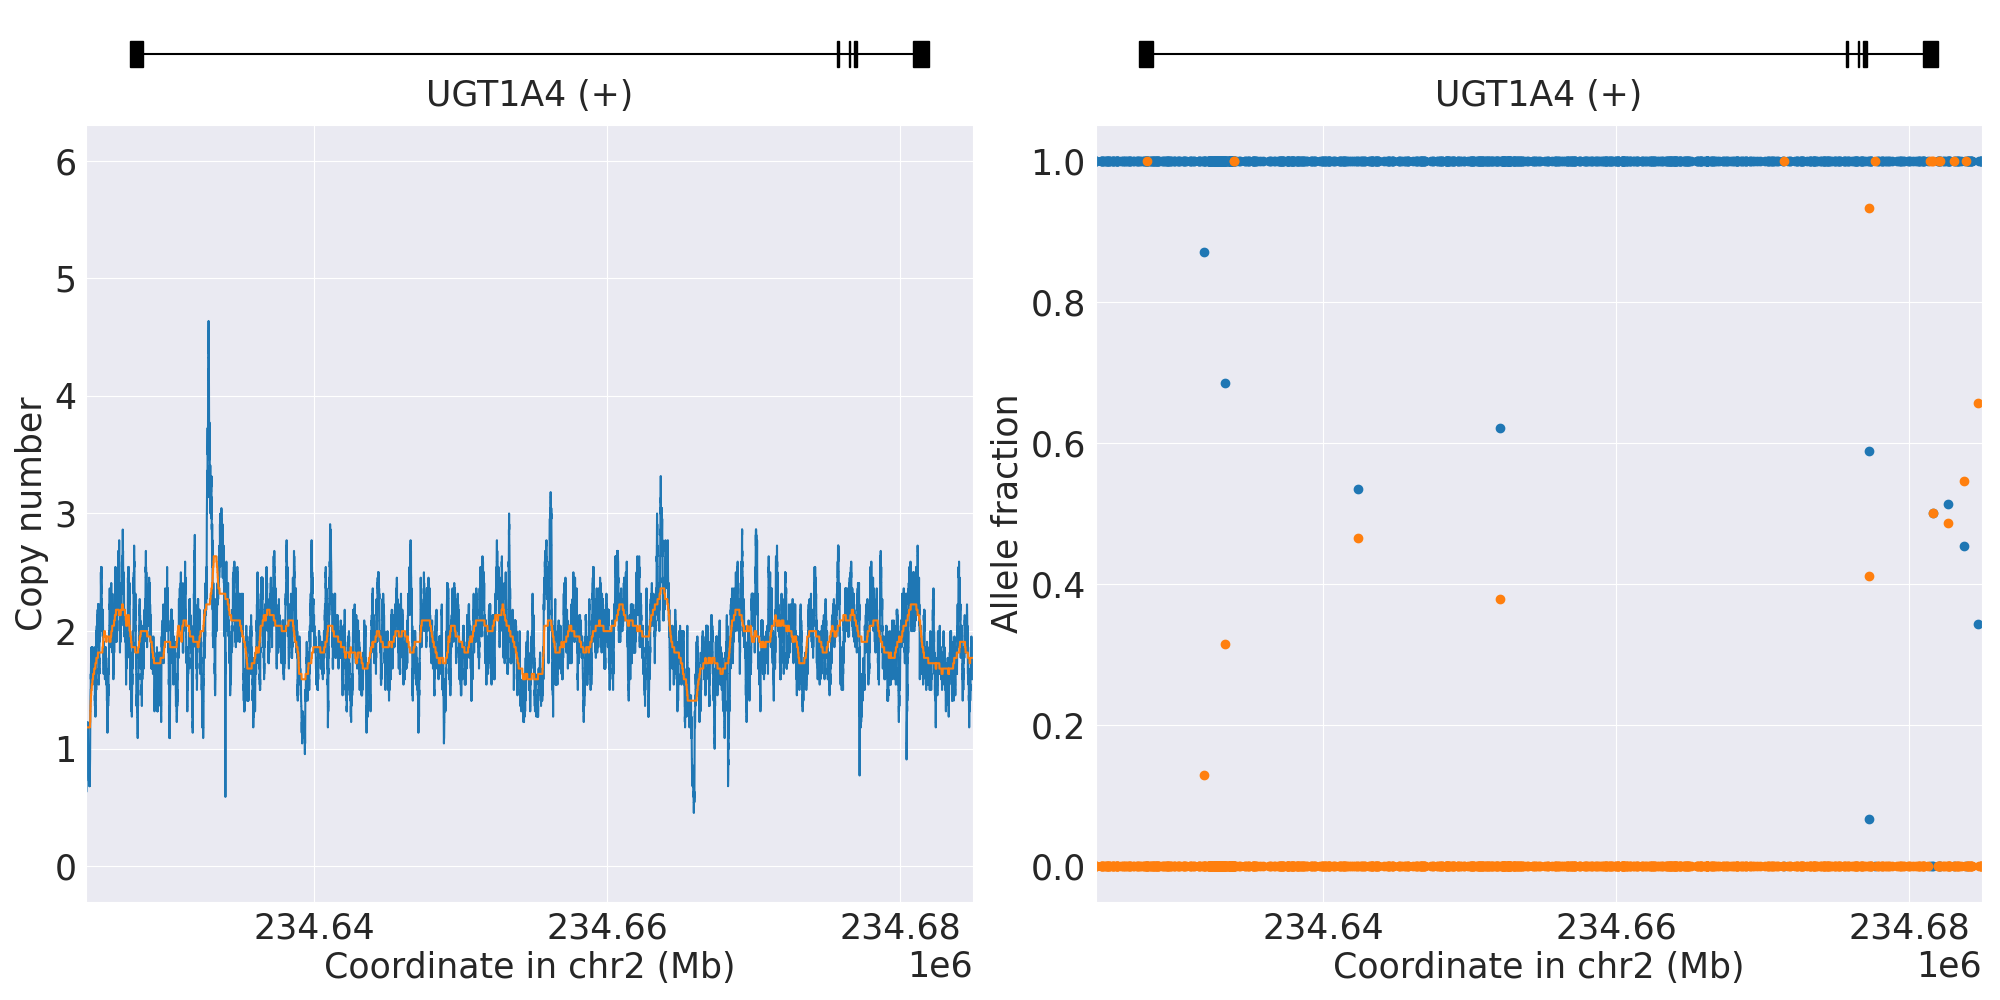 UGT1A4 (+)
6
5
4
3
2
1
0
Copy number
234.64
234.66
234.68
1e6
Coordinate in chr2 (Mb)
UGT1A4 (+)
1.0
0.8
0.6
0.4
0.2
0.0
Allele fraction
234.64
234.66
234.68
1e6
Coordinate in chr2 (Mb)